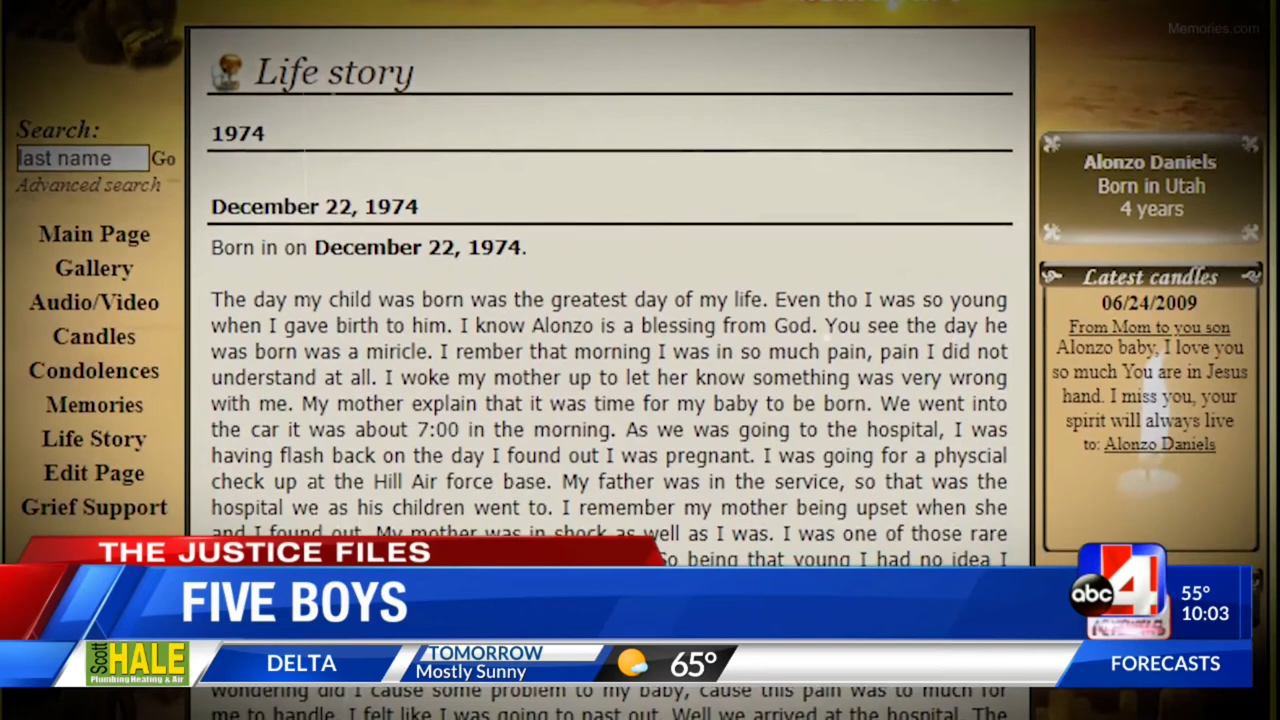 Memories.com
Life story
Search:
last name Go
Advanced search
Main Page
Gallery
Audio/Video
Candles
Condolences
Memories
Life Story
Edit Page
Grief Support
1974
December 22, 1974
Born in on December 22, 1974.
The day my child was born was the greatest day of my life. Even tho I was so young
when I gave birth to him. I know Alonzo is a blessing from God. You see the day he
was born was a miricle. I rember that morning I was in so much pain, pain I did not
understand at all. I woke my mother up to let her know something was very wrong
with me. My mother explain that it was time for my baby to be born. We went into
the car it was about 7:00 in the morning. As we was going to the hospital, I was
having flash back on the day I found out I was pregnant. I was going for a physcial
check up at the Hill Air force base. My father was in the service, so that was the
hospital we as his children went to. I remember my mother being upset when she
and I found out. My mother was in shock as well as I was. I was one of those rare
So being that young I had no idea I
wondering did I cause some problem to my baby, cause this pain was to much for
me to handle. I felt like I was going to past out. Well we arrived at the hospital. The
Alonzo Daniels
Born in Utah
4 years
Latest candles
06/24/2009
From Mom to you son
Alonzo baby, I love you
so much You are in Jesus
hand. I miss you, your
spirit will always live
to: Alonzo Daniels
THE JUSTICE FILES
FIVE BOYS
abc 4
55°
10:03
Scott HALE
Plumbing Heating & Air
DELTA
TOMORROW
Mostly Sunny
65°
FORECASTS